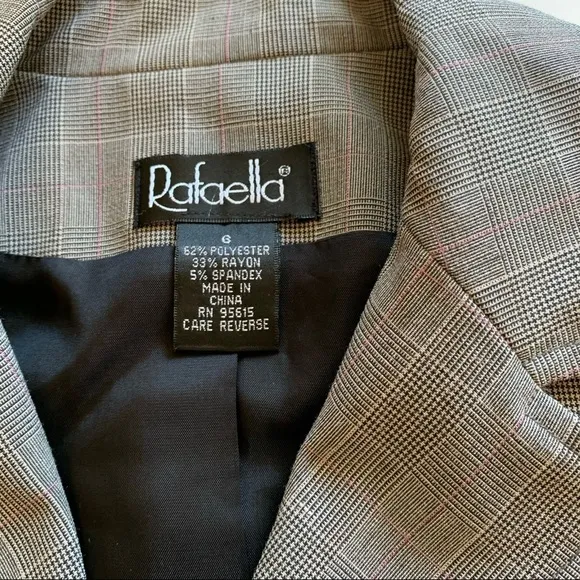 Rafaella®
6
62% POLYESTER
33% RAYON
5% SPANDEX
MADE IN
CHINA
RN 95615
CARE REVERSE